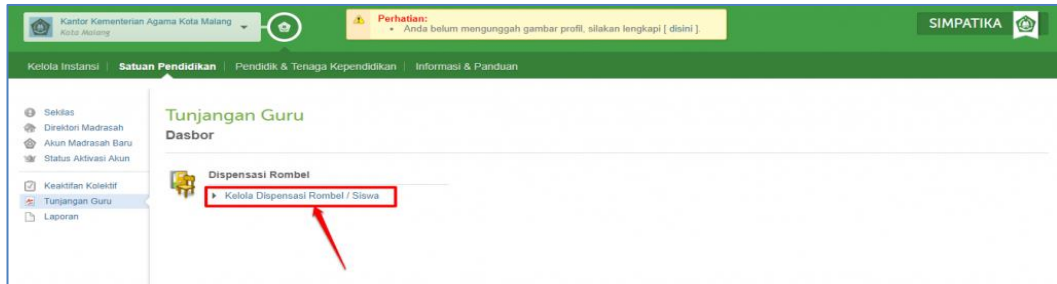 Kantor Kementerian Agama Kota Malang
Kota Malang
Perhatian:
• Anda belum mengunggah gambar profil, silakan lengkapi [ disini ].
SIMPATIKA
Kelola Instansi | Satuan Pendidikan | Pendidik & Tenaga Kependidikan | Informasi & Panduan
Sekilas
Direktori Madrasah
Akun Madrasah Baru
Status Aktivasi Akun
Keaktifan Kolektif
Tunjangan Guru
Laporan
Tunjangan Guru
Dasbor
Dispensasi Rombel
Kelola Dispensasi Rombel / Siswa